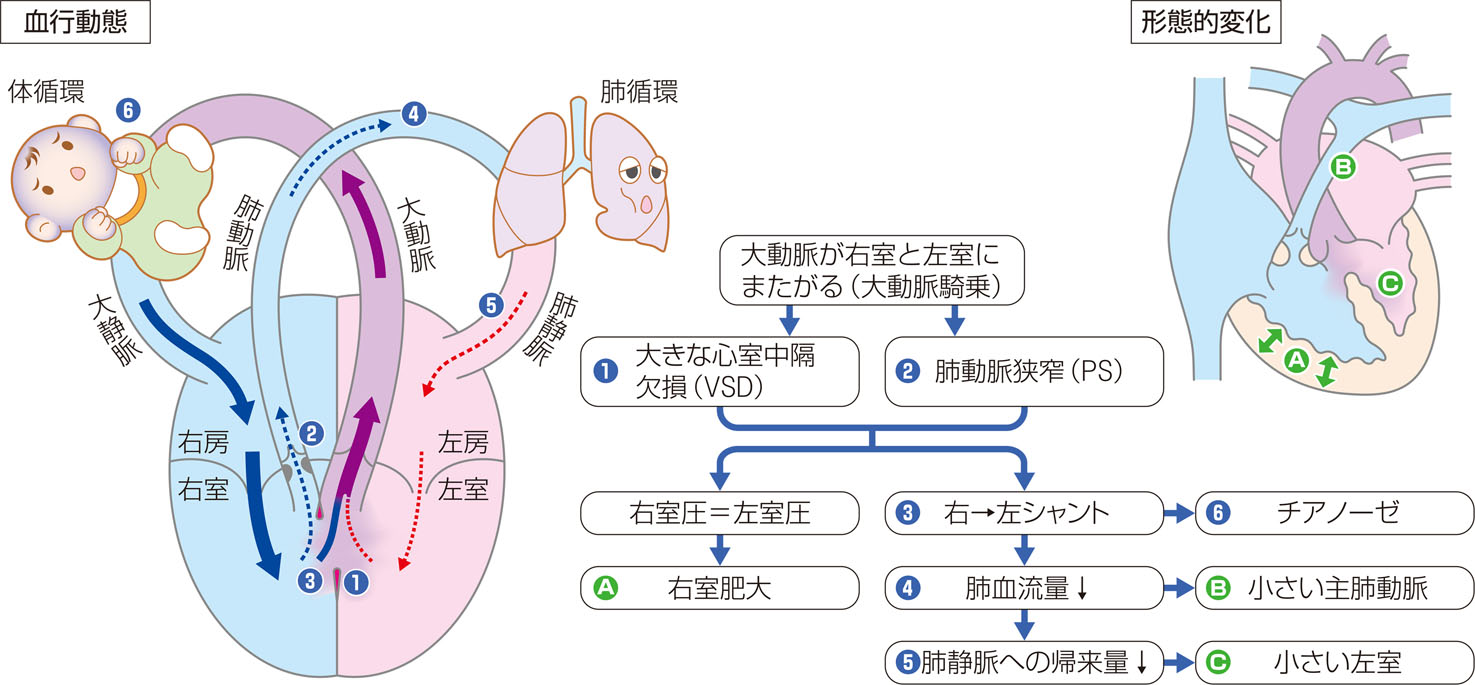 血行動態
体循環
6
4
肺循環
肺動脈
大動脈
大静脈
5
肺静脈
2
右房
左房
右室
左室
3
1
大動脈が右室と左室に
またがる（大動脈騎乗）
1 大きな心室中隔
欠損（VSD）
2 肺動脈狭窄（PS）
右室圧＝左室圧
3 右→左シャント
6 チアノーゼ
A 右室肥大
4 肺血流量↓
B 小さい主肺動脈
5 肺静脈への帰来量↓
C 小さい左室
形態的変化
B
C
A